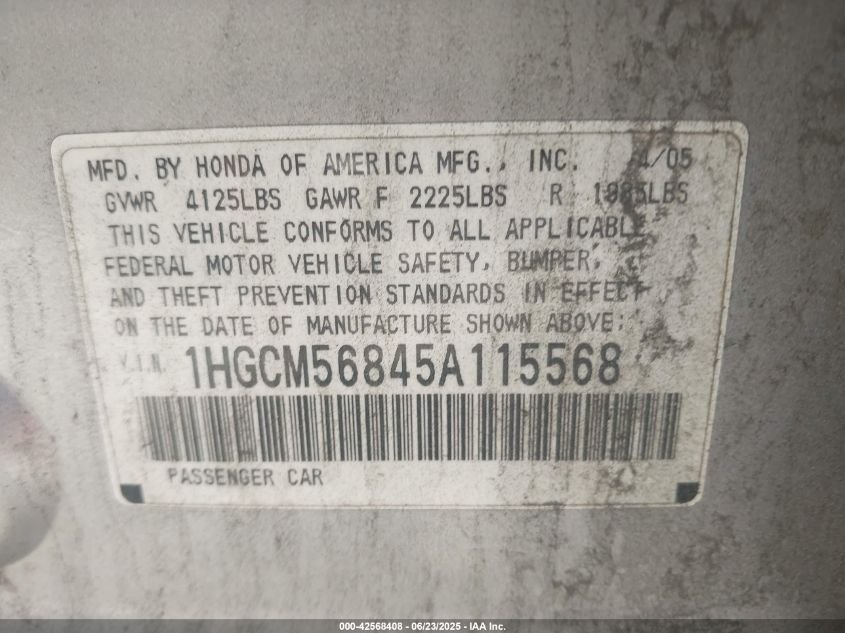 MFD. BY HONDA OF AMERICA MFG., INC. 4/05
GVWR 4125LBS GAWR F 2225LBS R
THIS VEHICLE CONFORMS TO ALL APPLICABLE
FEDERAL MOTOR VEHICLE SAFETY, BUMPER,
AND THEFT PREVENTION STANDARDS IN EFFECT
ON THE DATE OF MANUFACTURE SHOWN ABOVE:
V.I.N. 1HGCM56845A115568
PASSENGER CAR
000-42568408 - 06/23/2025 - IAA Inc.